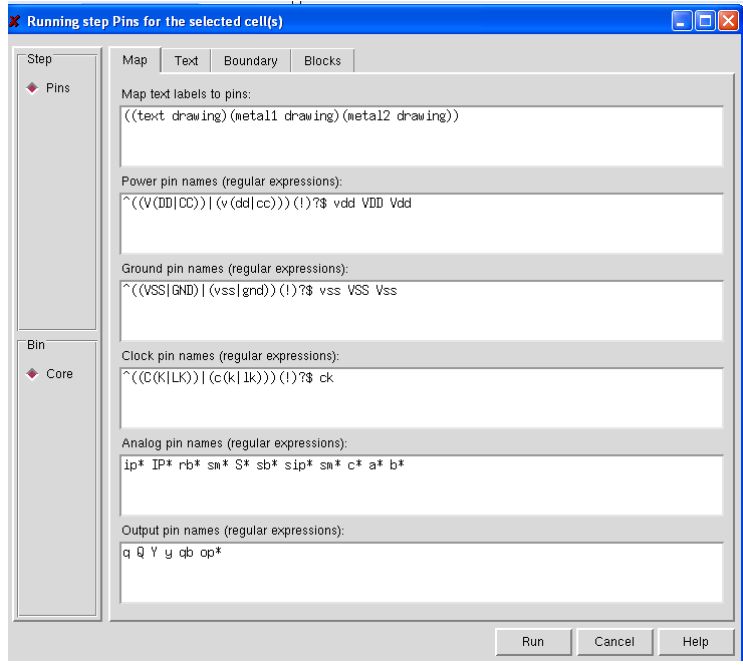 Running step Pins for the selected cell(s)
Step
Pins
Bin
Core
Map Text Boundary Blocks
Map text labels to pins:
((text drawing)(metal1 drawing)(metal2 drawing))
Power pin names (regular expressions):
^((V(DD|CC))|(v(dd|cc)))(!)?$ vdd VDD Vdd
Ground pin names (regular expressions):
^((VSS|GND)|(vss|gnd))(!)?$ vss VSS Vss
Clock pin names (regular expressions):
^((C(K|LK))|(c(k|lk)))(!)?$ ck
Analog pin names (regular expressions):
ip* IP* rb* sm* S* sb* sip* sm* c* a* b*
Output pin names (regular expressions):
q Q Y y qb op*
Run Cancel Help